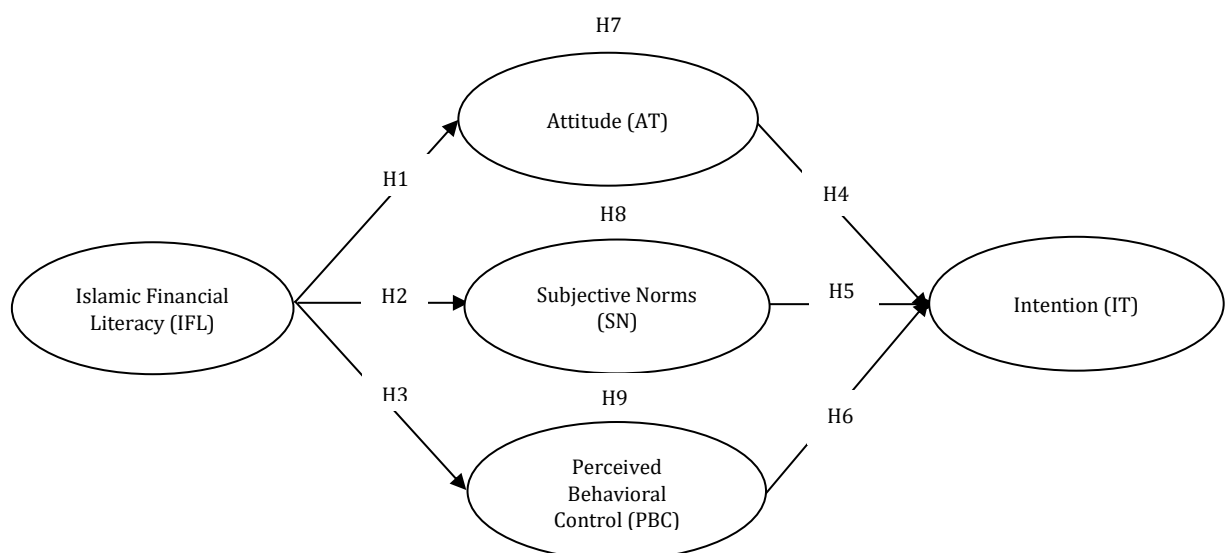 H7
Attitude (AT)
H1
H4
H8
Islamic Financial
Literacy (IFL)
H2
Subjective Norms
(SN)
H5
Intention (IT)
H3
H9
H6
Perceived
Behavioral
Control (PBC)